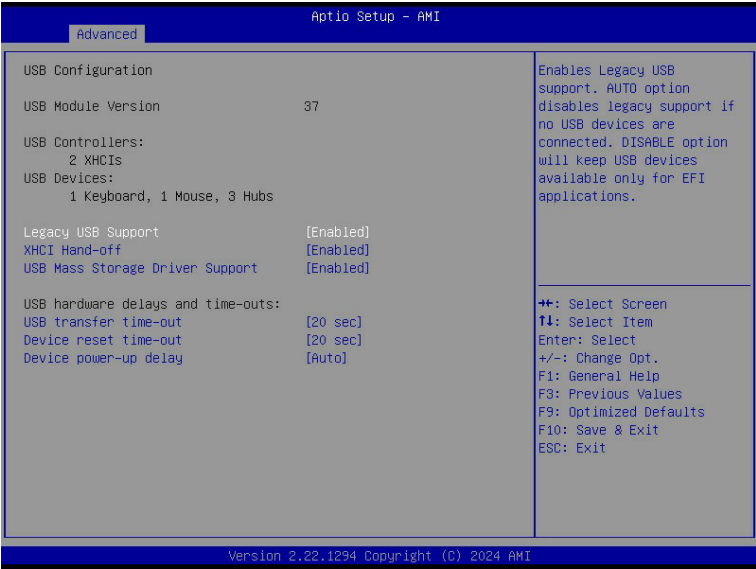 Aptio Setup – AMI
Advanced
USB Configuration
USB Module Version 37
USB Controllers:
2 XHCIs
USB Devices:
1 Keyboard, 1 Mouse, 3 Hubs
Legacy USB Support [Enabled]
XHCI Hand-off [Enabled]
USB Mass Storage Driver Support [Enabled]
USB hardware delays and time-outs:
USB transfer time-out [20 sec]
Device reset time-out [20 sec]
Device power-up delay [Auto]
Enables Legacy USB
support. AUTO option
disables legacy support if
no USB devices are
connected. DISABLE option
will keep USB devices
available only for EFI
applications.
→←: Select Screen
↑↓: Select Item
Enter: Select
+/-: Change Opt.
F1: General Help
F3: Previous Values
F9: Optimized Defaults
F10: Save & Exit
ESC: Exit
Version 2.22.1294 Copyright (C) 2024 AMI